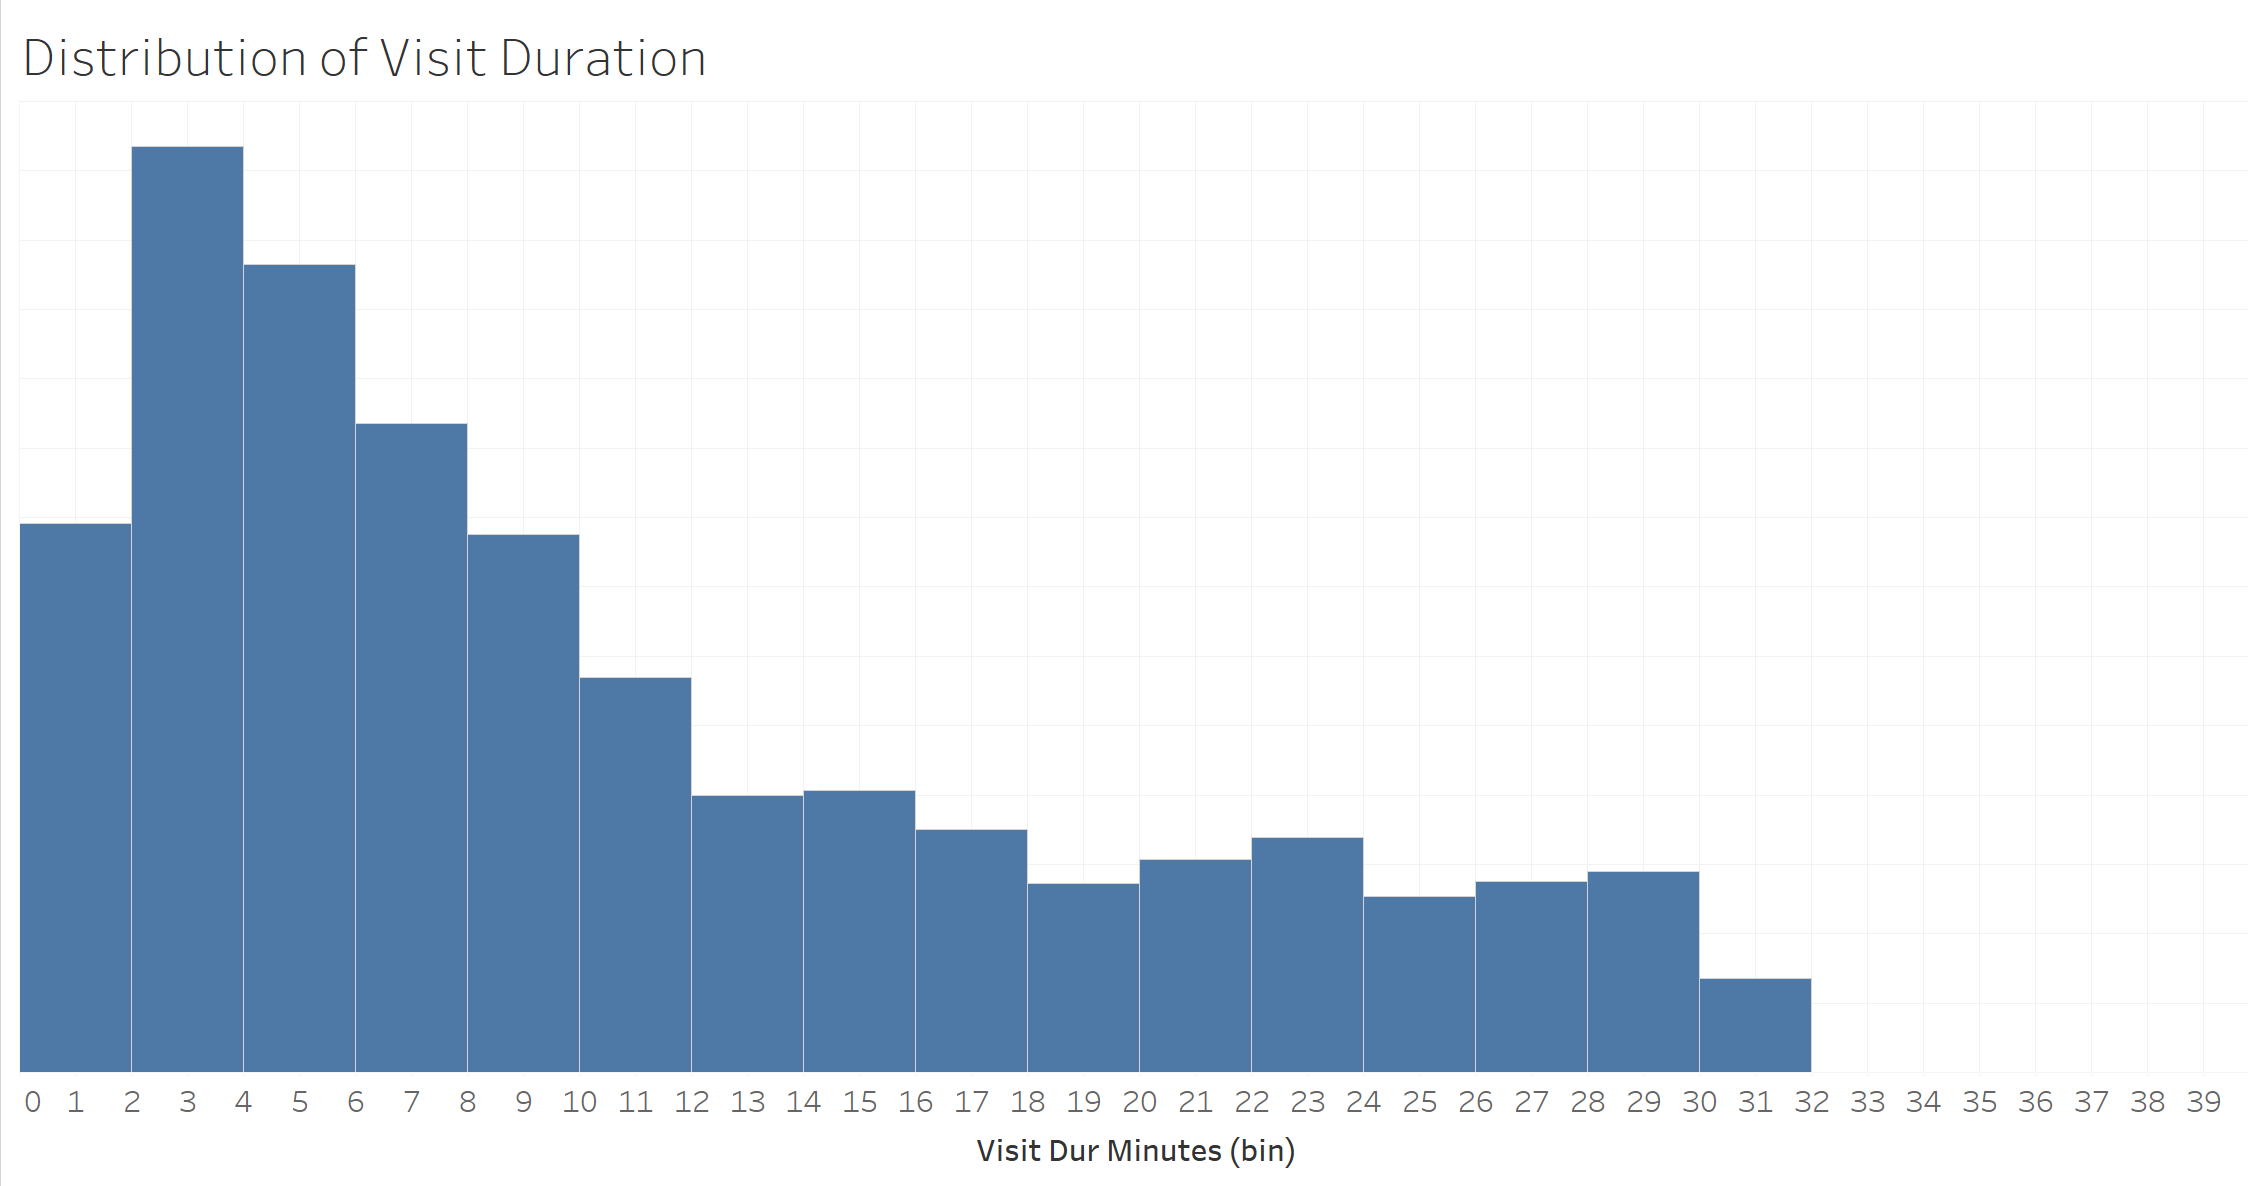 Distribution of Visit Duration
0 1 2 3 4 5 6 7 8 9 10 11 12 13 14 15 16 17 18 19 20 21 22 23 24 25 26 27 28 29 30 31 32 33 34 35 36 37 38 39
Visit Dur Minutes (bin)